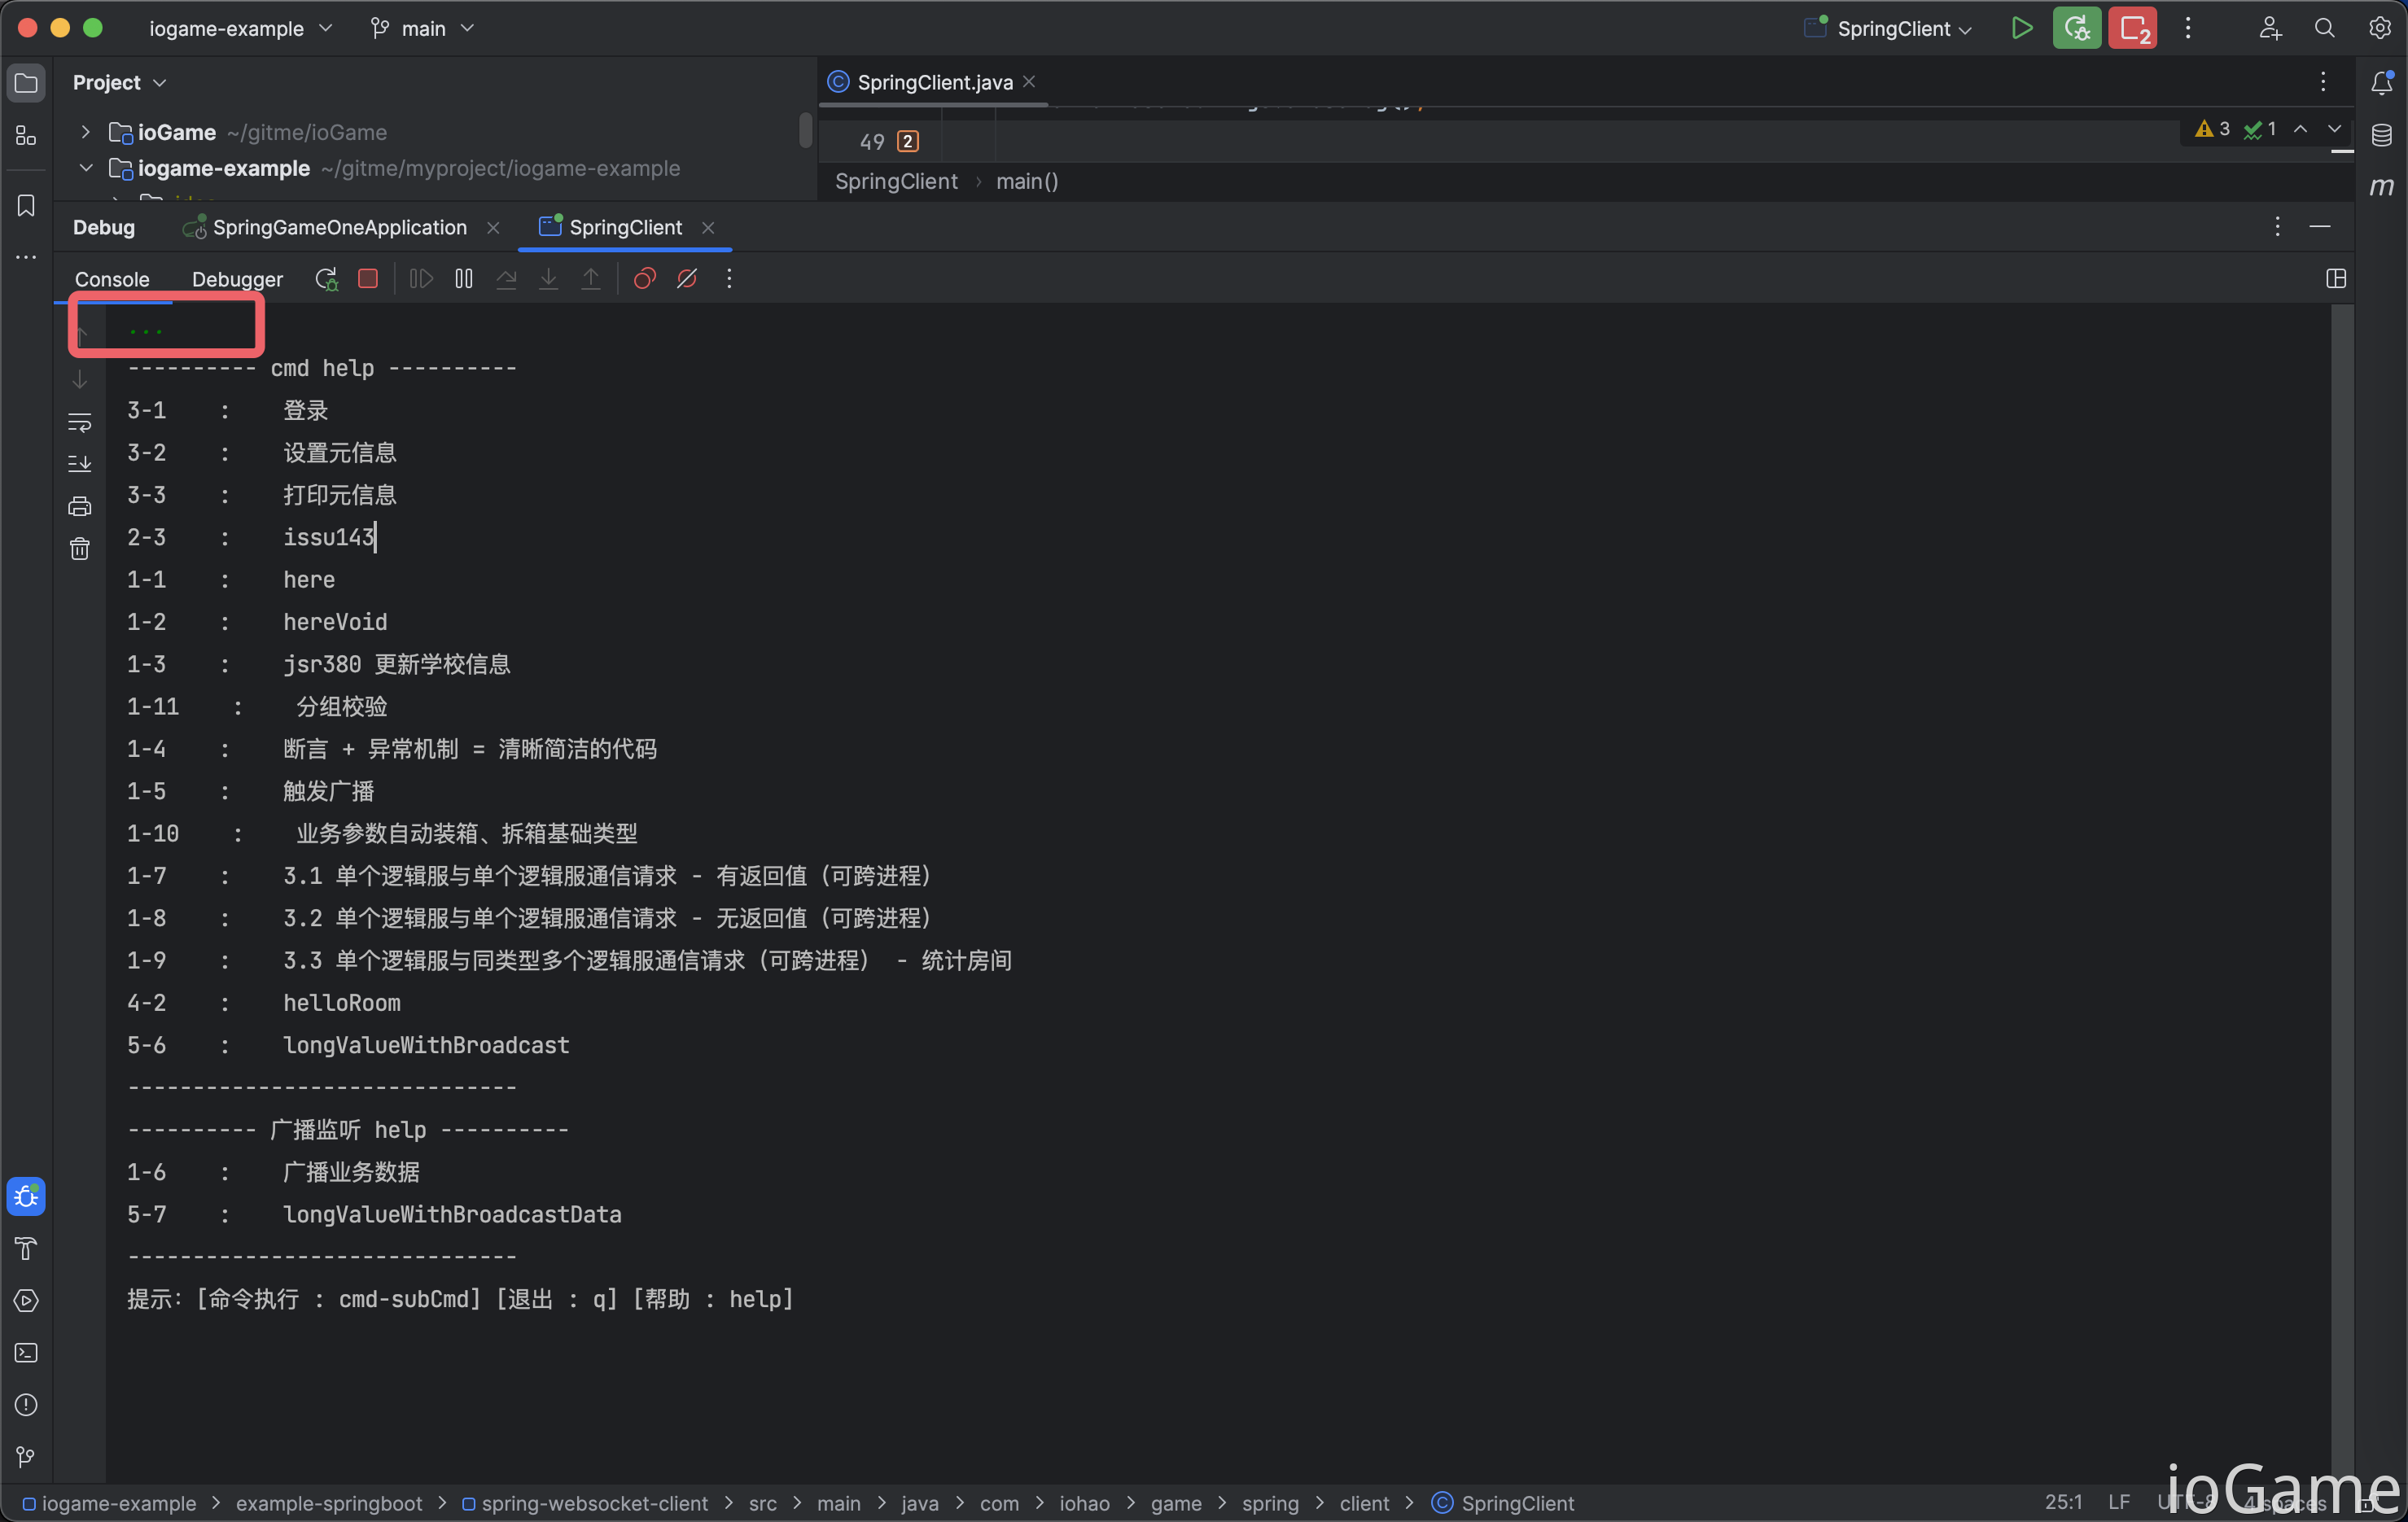 iogame-example main SpringClient 2
Project SpringClient.java
ioGame ~/gitme/ioGame
49 2 3 1
iogame-example ~/gitme/myproject/iogame-example
SpringClient › main()
Debug SpringGameOneApplication SpringClient
Console Debugger
...
---------- cmd help ----------
3-1 : 登录
3-2 : 设置元信息
3-3 : 打印元信息
2-3 : issu143
1-1 : here
1-2 : hereVoid
1-3 : jsr380 更新学校信息
1-11 : 分组校验
1-4 : 断言 + 异常机制 = 清晰简洁的代码
1-5 : 触发广播
1-10 : 业务参数自动装箱、拆箱基础类型
1-7 : 3.1 单个逻辑服与单个逻辑服通信请求 - 有返回值（可跨进程）
1-8 : 3.2 单个逻辑服与单个逻辑服通信请求 - 无返回值（可跨进程）
1-9 : 3.3 单个逻辑服与同类型多个逻辑服通信请求（可跨进程） - 统计房间
4-2 : helloRoom
5-6 : longValueWithBroadcast
------------------------------
---------- 广播监听 help ----------
1-6 : 广播业务数据
5-7 : longValueWithBroadcastData
------------------------------
提示：[命令执行 : cmd-subCmd] [退出 : q] [帮助 : help]
ioGame
iogame-example > example-springboot > spring-websocket-client > src > main > java > com > iohao > game > spring > client > SpringClient 25:1 LF UTF-8 4 spaces